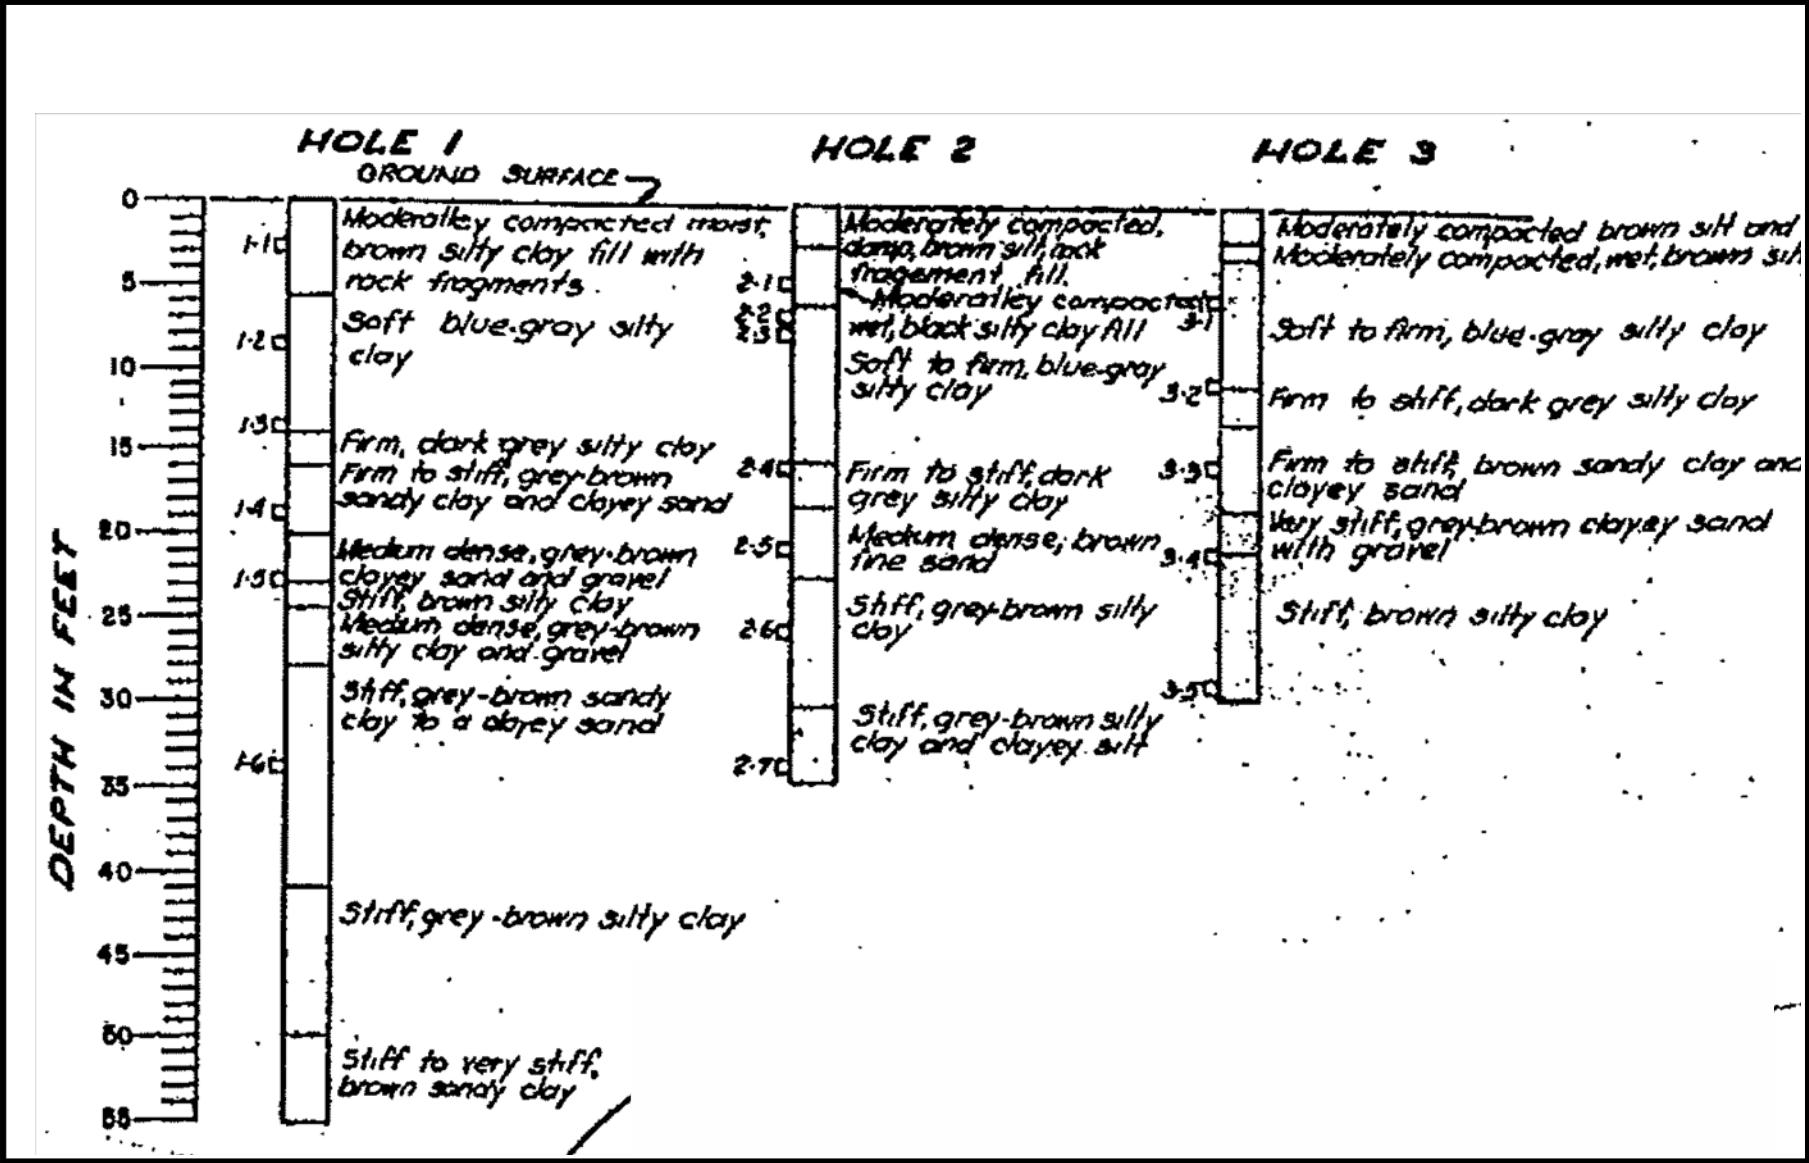 HOLE 1
GROUND SURFACE
HOLE 2
HOLE 3
DEPTH IN FEET
0
5
10
15
20
25
30
35
40
45
50
55
1-1
1-2
1-3
1-4
1-5
1-6
Moderatley compacted moist,
brown silty clay fill with
rock fragments.
Soft blue-gray silty
clay
Firm, dark grey silty clay
Firm to stiff, grey-brown
sandy clay and clayey sand
Medium dense, grey-brown
clayey sand and gravel
Stiff, brown silty clay
Medium dense, grey-brown
silty clay and gravel
Stiff, grey-brown sandy
clay to a clayey sand
Stiff, grey-brown silty clay
Stiff to very stiff,
brown sandy clay
2-1
2-2
2-3
2-4
2-5
2-6
2-7
Moderately compacted,
damp, brown silt, rock
fragement fill.
Moderatley compacted
wet, black silty clay fill
Soft to firm, blue-gray
silty clay
Firm to stiff, dark
grey silty clay
Medium dense, brown
fine sand
Stiff, grey-brown silty
clay
Stiff, grey-brown silty
clay and clayey silt
3-1
3-2
3-3
3-4
3-5
Moderately compacted brown silt and
Moderately compacted, wet, brown
Soft to firm, blue-gray silty clay
Firm to stiff, dark grey silty clay
Firm to stiff, brown sandy clay and
clayey sand
Very stiff, grey-brown clayey sand
with gravel
Stiff, brown silty clay